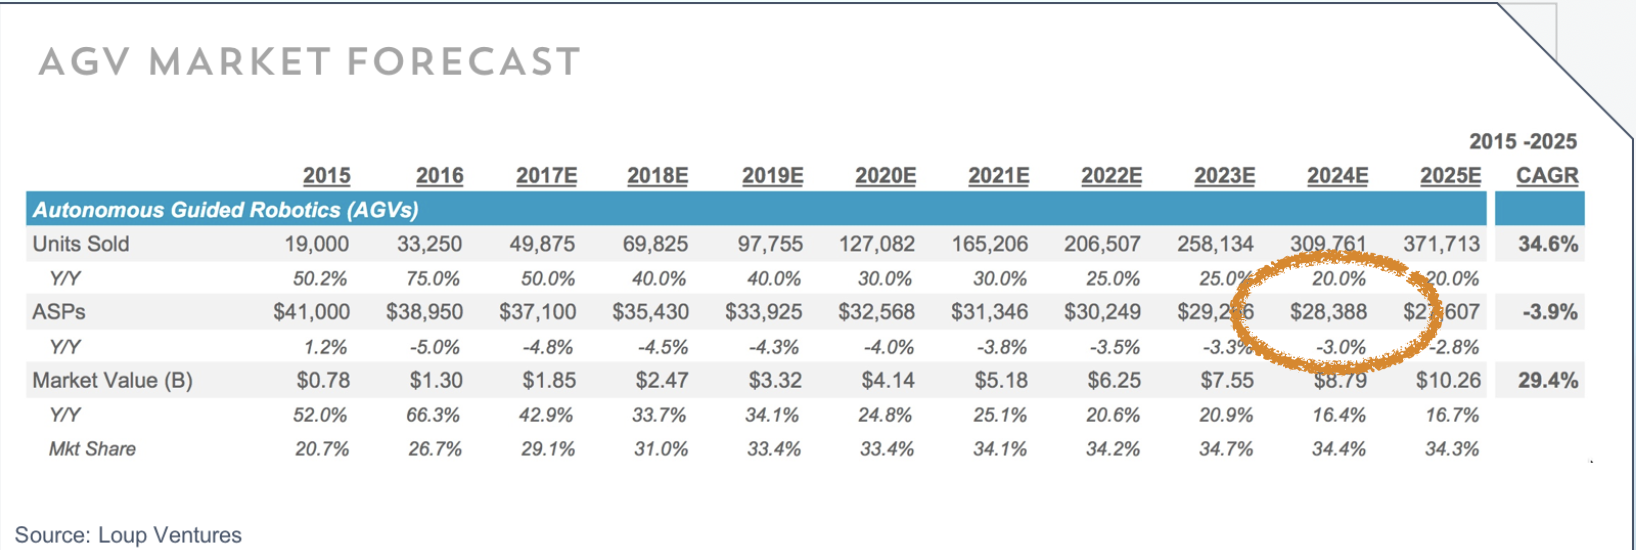 AGV MARKET FORECAST
2015 -2025
2015 2016 2017E 2018E 2019E 2020E 2021E 2022E 2023E 2024E 2025E CAGR
Autonomous Guided Robotics (AGVs)
Units Sold 19,000 33,250 49,875 69,825 97,755 127,082 165,206 206,507 258,134 309,761 371,713 34.6%
Y/Y 50.2% 75.0% 50.0% 40.0% 40.0% 30.0% 30.0% 25.0% 25.0% 20.0% 20.0%
ASPs $41,000 $38,950 $37,100 $35,430 $33,925 $32,568 $31,346 $30,249 $28,388 -3.9%
Y/Y 1.2% -5.0% -4.8% -4.5% -4.3% -4.0% -3.8% -3.5% -3.3% -3.0% -2.8%
Market Value (B) $0.78 $1.30 $1.85 $2.47 $3.32 $4.14 $5.18 $6.25 $7.55 $8.79 $10.26 29.4%
Y/Y 52.0% 66.3% 42.9% 33.7% 34.1% 24.8% 25.1% 20.6% 20.9% 16.4% 16.7%
Mkt Share 20.7% 26.7% 29.1% 31.0% 33.4% 33.4% 34.1% 34.2% 34.7% 34.4% 34.3%
Source: Loup Ventures